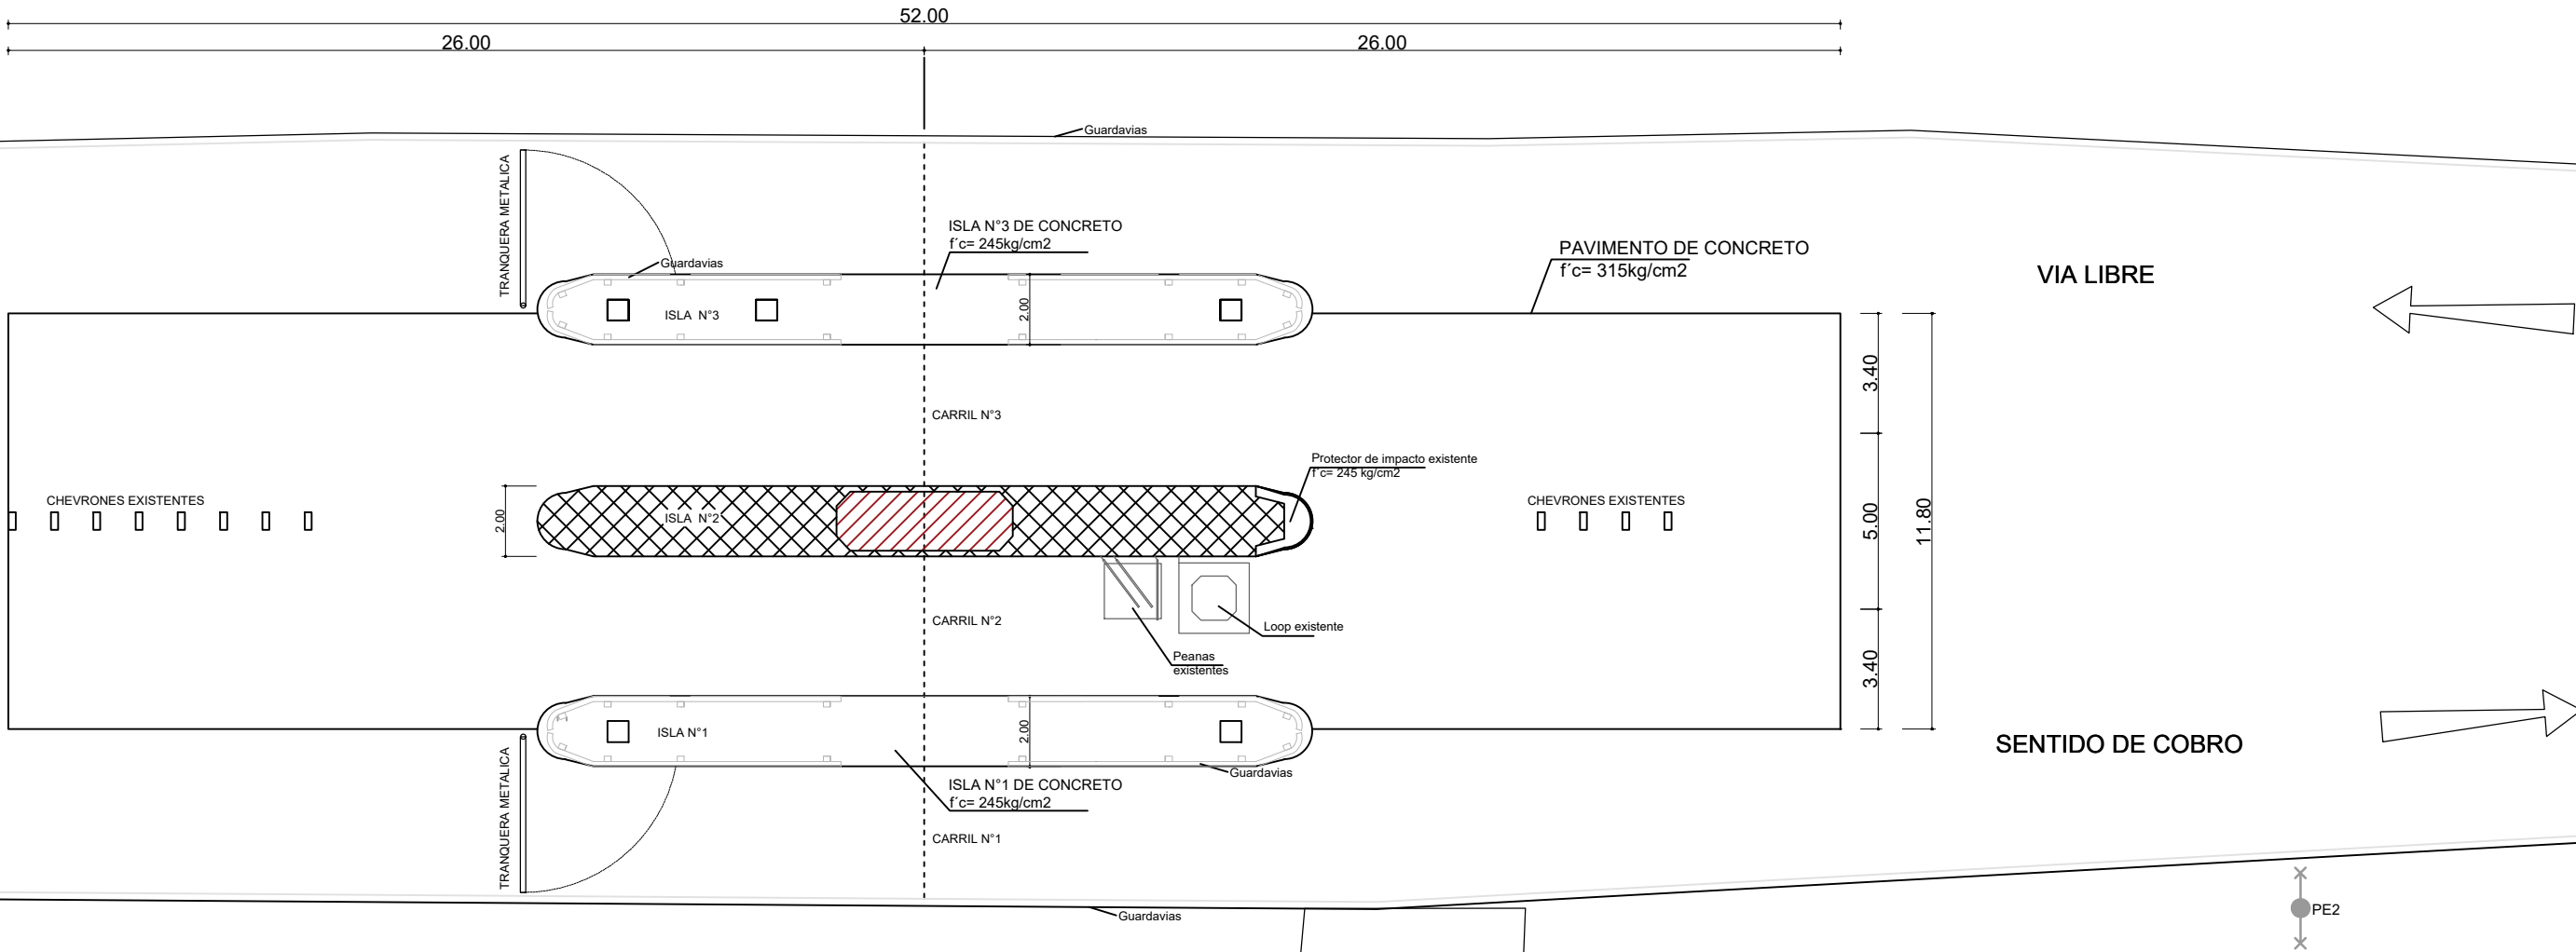 52.00
26.00
26.00
Guardavias
TRANQUERA METALICA
ISLA N°3 DE CONCRETO
f´c= 245kg/cm2
PAVIMENTO DE CONCRETO
f´c= 315kg/cm2
VIA LIBRE
Guardavias
ISLA N°3
2.00
3.40
CARRIL N°3
Protector de impacto existente
f´c= 245 kg/cm2
CHEVRONES EXISTENTES
CHEVRONES EXISTENTES
2.00
ISLA N°2
5.00
11.80
CARRIL N°2
Loop existente
Peanas
existentes
3.40
ISLA N°1
2.00
SENTIDO DE COBRO
TRANQUERA METALICA
Guardavias
ISLA N°1 DE CONCRETO
f´c= 245kg/cm2
CARRIL N°1
Guardavias
PE2